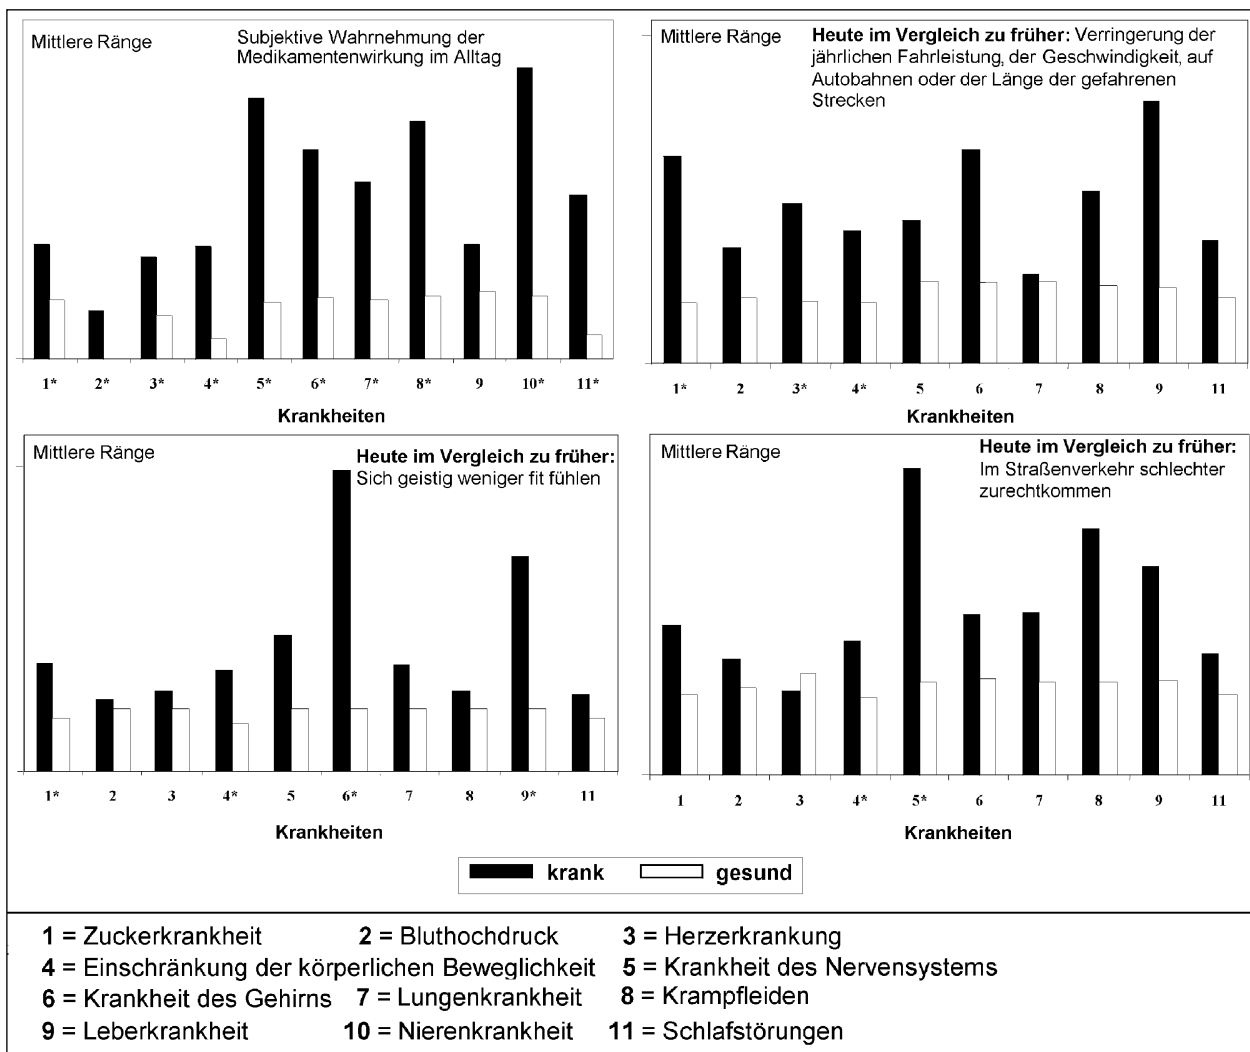 Mittlere Ränge
Subjektive Wahrnehmung der
Medikamentenwirkung im Alltag
1* 2* 3* 4* 5* 6* 7* 8* 9 10* 11*
Krankheiten
Mittlere Ränge
Heute im Vergleich zu früher: Verringerung der
jährlichen Fahrleistung, der Geschwindigkeit, auf
Autobahnen oder der Länge der gefahrenen
Strecken
1* 2 3* 4* 5 6 7 8 9 11
Krankheiten
Mittlere Ränge
Heute im Vergleich zu früher:
Sich geistig weniger fit fühlen
1* 2 3 4* 5 6* 7 8 9* 11
Krankheiten
Mittlere Ränge
Heute im Vergleich zu früher:
Im Straßenverkehr schlechter
zurechtkommen
1 2 3 4* 5* 6 7 8 9 11
Krankheiten
krank gesund
1 = Zuckerkrankheit 2 = Bluthochdruck 3 = Herzerkrankung
4 = Einschränkung der körperlichen Beweglichkeit 5 = Krankheit des Nervensystems
6 = Krankheit des Gehirns 7 = Lungenkrankheit 8 = Krampfleiden
9 = Leberkrankheit 10 = Nierenkrankheit 11 = Schlafstörungen